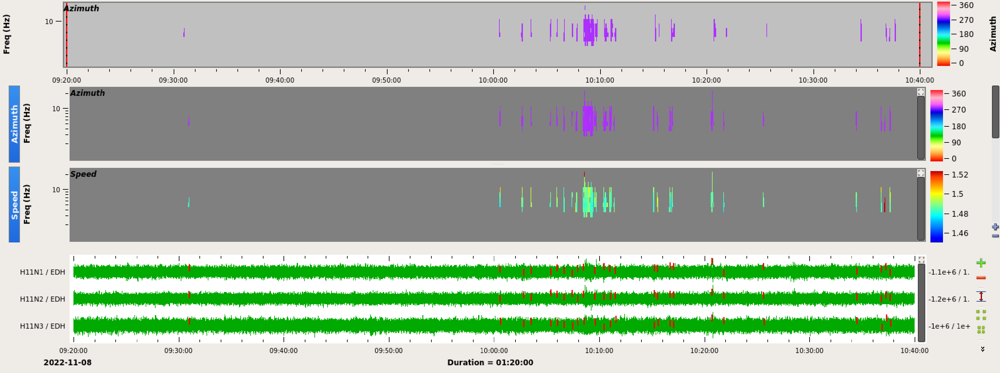 Azimuth
Freq (Hz)
10
360
270
180
90
0
Azimuth
09:20:00 09:30:00 09:40:00 09:50:00 10:00:00 10:10:00 10:20:00 10:30:00 10:40:00
Azimuth
Azimuth
Freq (Hz)
10
360
270
180
90
0
Speed
Speed
Freq (Hz)
10
1.52
1.5
1.48
1.46
H11N1 / EDH -1.1e+6 / 1.
H11N2 / EDH -1.2e+6 / 1.
H11N3 / EDH -1e+6 / 1e+
09:20:00 09:30:00 09:40:00 09:50:00 10:00:00 10:10:00 10:20:00 10:30:00 10:40:00
2022-11-08 Duration = 01:20:00